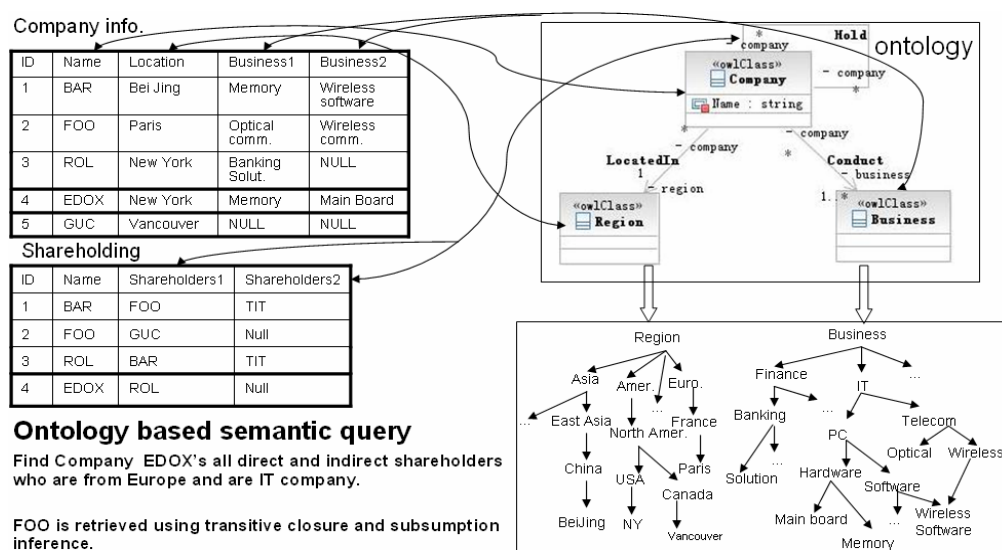 Company info.
ID Name Location Business1 Business2
1 BAR Bei Jing Memory Wireless software
2 FOO Paris Optical comm. Wireless comm.
3 ROL New York Banking Solut. NULL
4 EDOX New York Memory Main Board
5 GUC Vancouver NULL NULL
Shareholding
ID Name Shareholders1 Shareholders2
1 BAR FOO TIT
2 FOO GUC Null
3 ROL BAR TIT
4 EDOX ROL Null
Ontology based semantic query
Find Company EDOX's all direct and indirect shareholders
who are from Europe and are IT company.
FOO is retrieved using transitive closure and subsumption
inference.
ontology
* Hold
- company
«owlClass»
Company
Name : string
- company
*
* - company
*
LocatedIn
1
- region
Conduct
- business
1..*
«owlClass»
Region
«owlClass»
Business
Region
Asia Amer. Euro.
... East Asia ... France
North Amer.
China USA Paris
Canada
BeiJing NY Vancouver
Business
Finance IT ...
Banking ... Telecom
PC Optical Wireless
Solution ... Hardware Software
Main board Memory ... Wireless Software